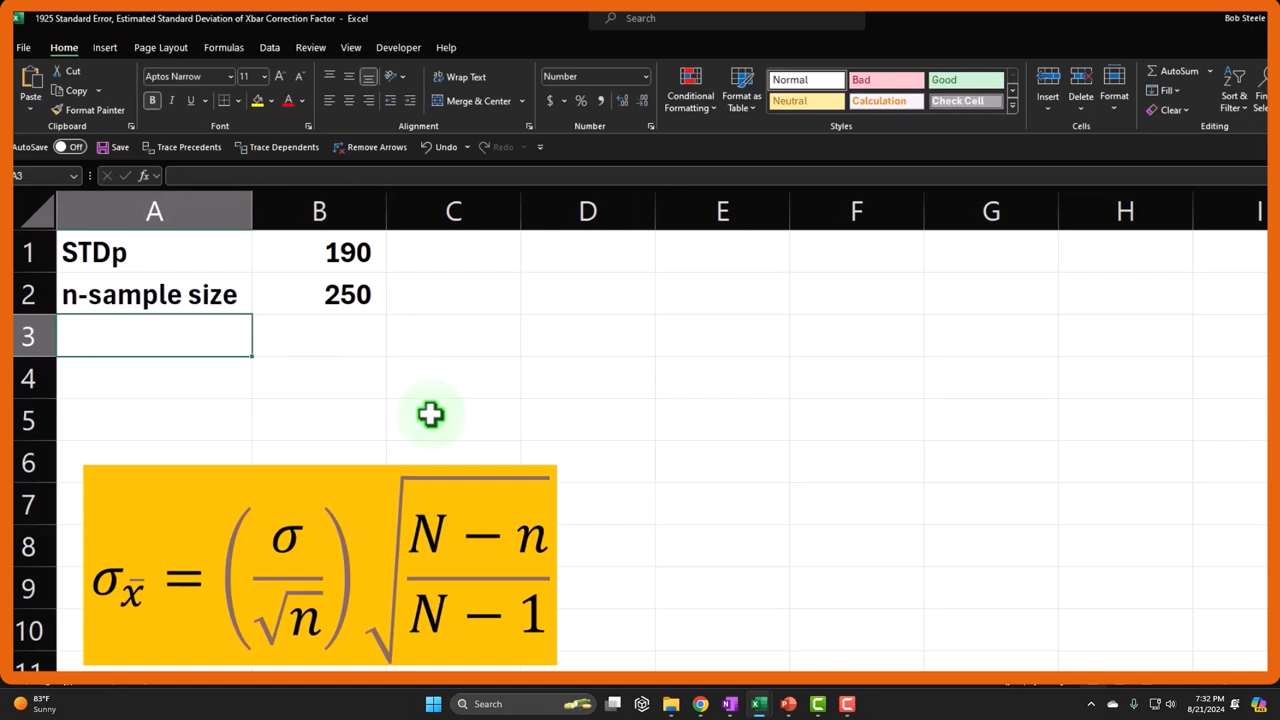 1925 Standard Error, Estimated Standard Deviation of Xbar Correction Factor - Excel
Search
Bob Steele
File Home Insert Page Layout Formulas Data Review View Developer Help
Paste
Cut
Copy
Format Painter
Clipboard
Aptos Narrow 11 A A
B I U A
Font
Wrap Text
Merge & Center
Alignment
Number
$ % ,
Number
Conditional
Formatting
Format as
Table
Normal Bad Good
Neutral Calculation Check Cell
Styles
Insert Delete Format
Cells
AutoSum
Fill
Clear
Sort &
Filter
Editing
AutoSave Off Save Trace Precedents Trace Dependents Remove Arrows Undo Redo
A3 fx
A B C D E F G H I
1 STDp 190
2 n-sample size 250
3
4
5
6
7
8
9
10
11
σx̄ = (σ/√n) √((N − n)/(N − 1))
83°F
Sunny
Search
7:32 PM
8/21/2024